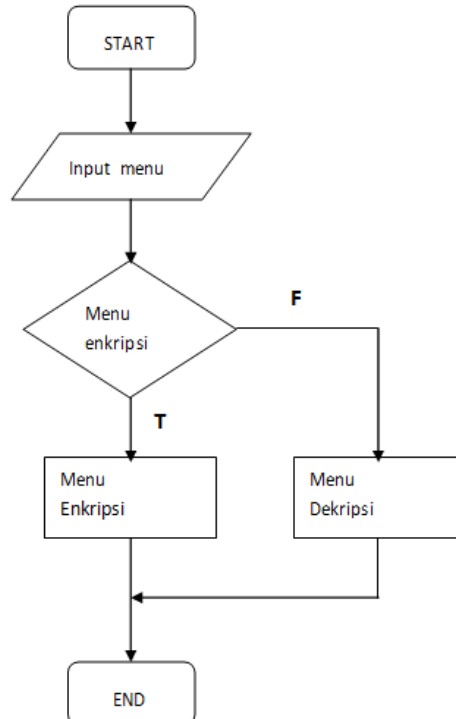 START
Input menu
Menu
enkripsi
F
T
Menu
Enkripsi
Menu
Dekripsi
END